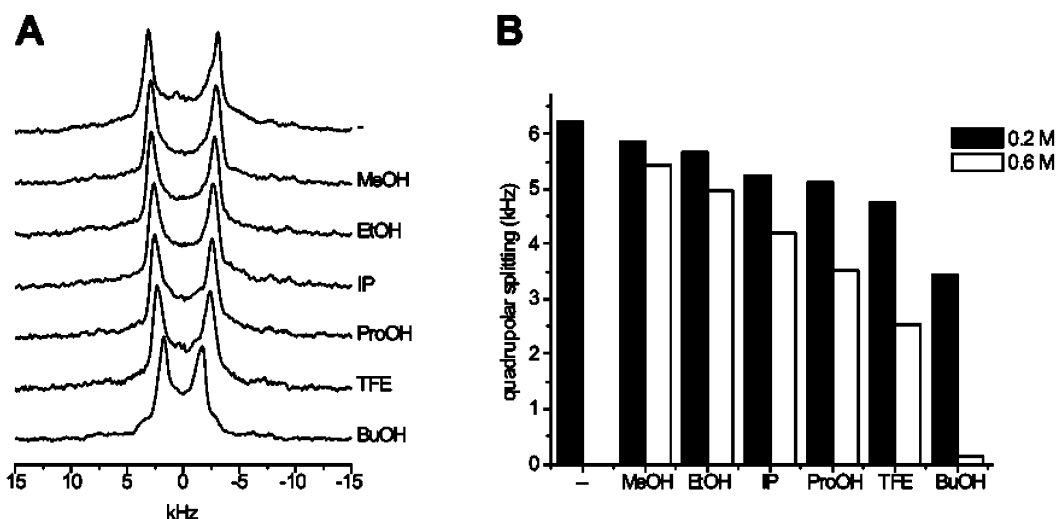 A
-
MeOH
EtOH
IP
ProOH
TFE
BuOH
15 10 5 0 -5 -10 -15
kHz
B
quadrupolar splitting (kHz)
6
5
4
3
2
1
0
0.2 M
0.6 M
– MeOH EtOH IP ProOH TFE BuOH